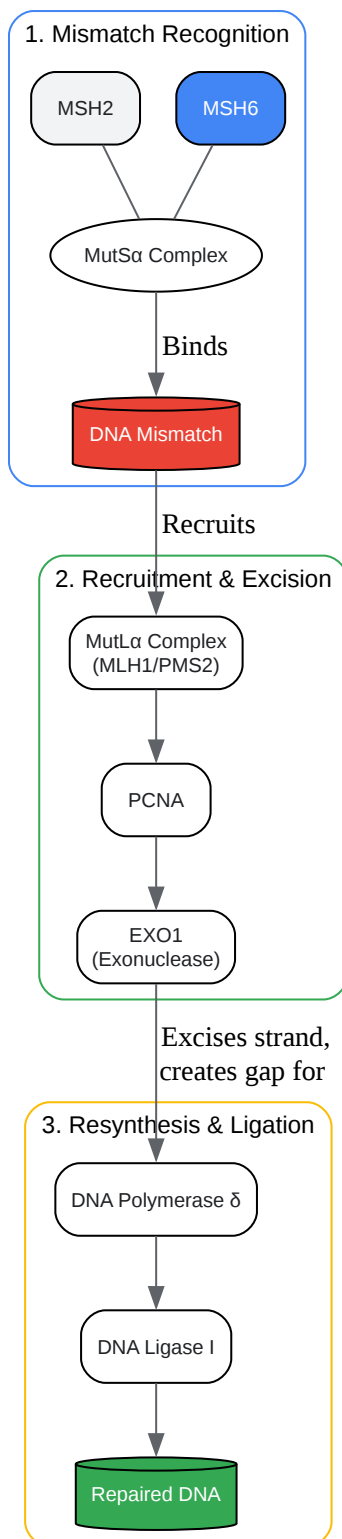 1. Mismatch Recognition
MSH2
MSH6
MutSα Complex
Binds
DNA Mismatch
Recruits
2. Recruitment & Excision
MutLα Complex
(MLH1/PMS2)
PCNA
EXO1
(Exonuclease)
Excises strand,
creates gap for
3. Resynthesis & Ligation
DNA Polymerase δ
DNA Ligase I
Repaired DNA